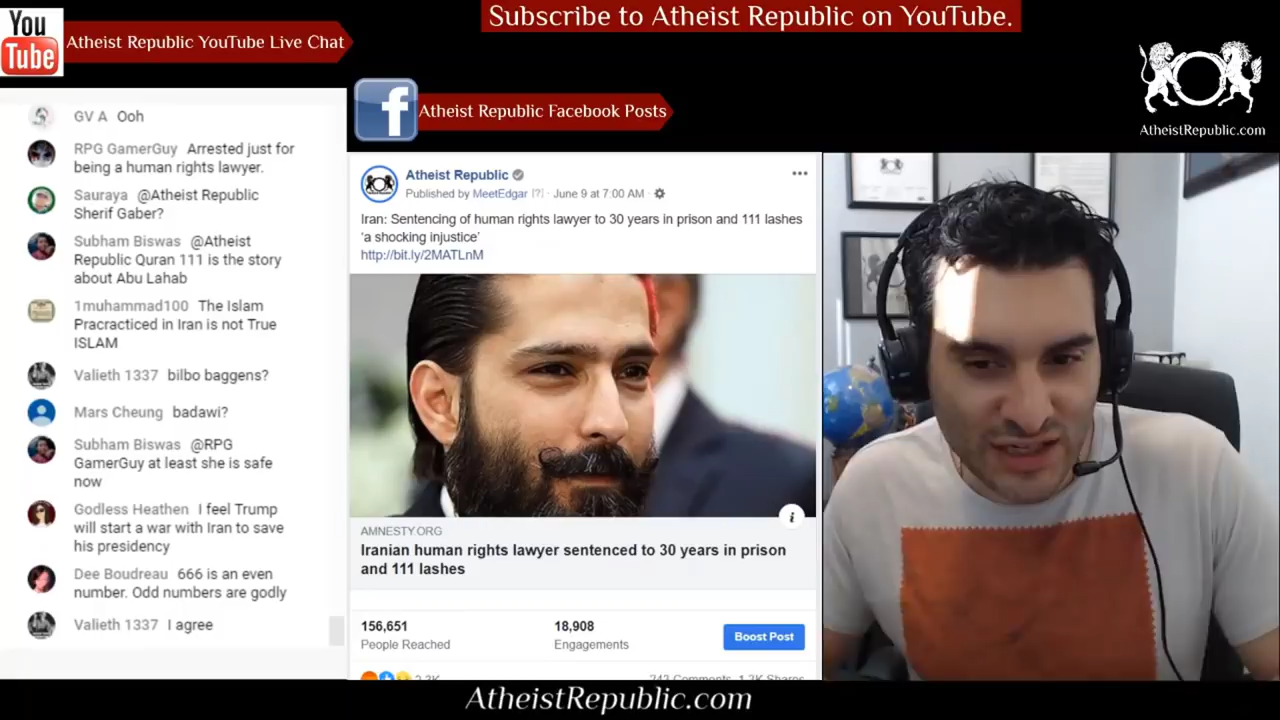 Subscribe to Atheist Republic on YouTube.
You
Tube
Atheist Republic YouTube Live Chat
f
Atheist Republic Facebook Posts
AtheistRepublic.com
GV A Ooh
RPG GamerGuy Arrested just for
being a human rights lawyer.
Sauraya @Atheist Republic
Sherif Gaber?
Subham Biswas @Atheist
Republic Quran 111 is the story
about Abu Lahab
1muhammad100 The Islam
Pracracticed in Iran is not True
ISLAM
Valieth 1337 bilbo baggens?
Mars Cheung badawi?
Subham Biswas @RPG
GamerGuy at least she is safe
now
Godless Heathen I feel Trump
will start a war with Iran to save
his presidency
Dee Boudreau 666 is an even
number. Odd numbers are godly
Valieth 1337 I agree
Atheist Republic
Published by MeetEdgar [?] · June 9 at 7:00 AM ·
Iran: Sentencing of human rights lawyer to 30 years in prison and 111 lashes
‘a shocking injustice’
http://bit.ly/2MATLnM
i
AMNESTY.ORG
Iranian human rights lawyer sentenced to 30 years in prison
and 111 lashes
156,651
People Reached
18,908
Engagements
Boost Post
2.3K
743 Comments 1.2K Shares
AtheistRepublic.com